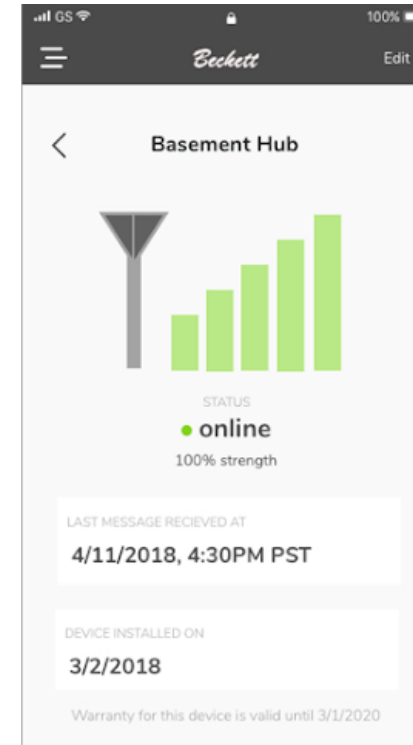 GS 100%
Beckett Edit
Basement Hub
STATUS
online
100% strength
LAST MESSAGE RECIEVED AT
4/11/2018, 4:30PM PST
DEVICE INSTALLED ON
3/2/2018
Warranty for this device is valid until 3/1/2020